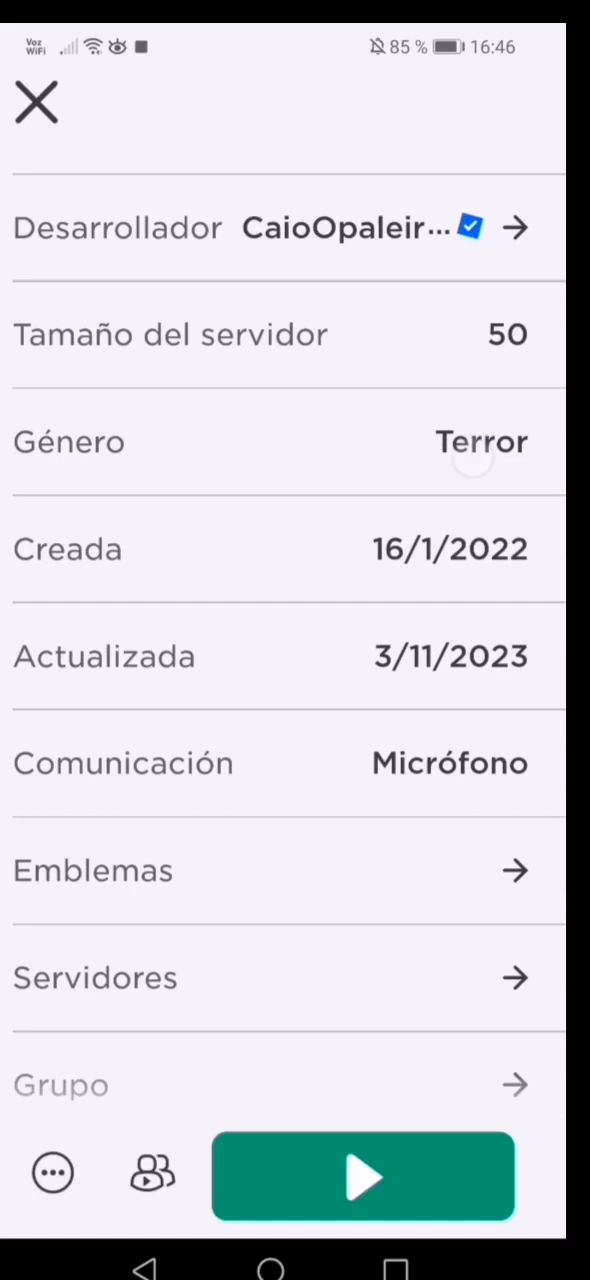 Voz
WiFi
85 %
16:46
Desarrollador CaioOpaleir...
Tamaño del servidor 50
Género Terror
Creada 16/1/2022
Actualizada 3/11/2023
Comunicación Micrófono
Emblemas
Servidores
Grupo